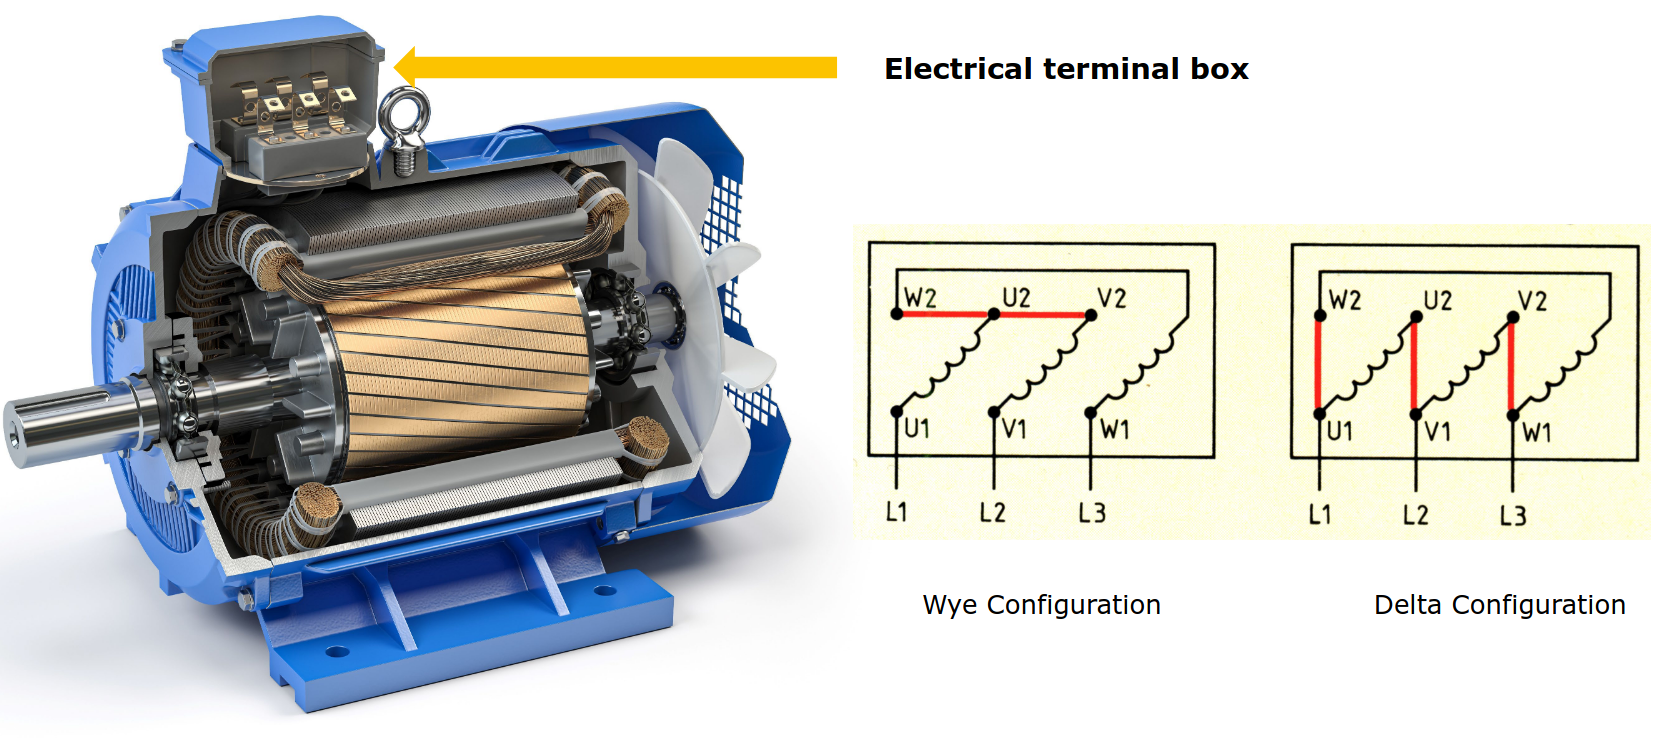 Electrical terminal box
W2 U2 V2
U1 V1 W1
L1 L2 L3
Wye Configuration
W2 U2 V2
U1 V1 W1
L1 L2 L3
Delta Configuration